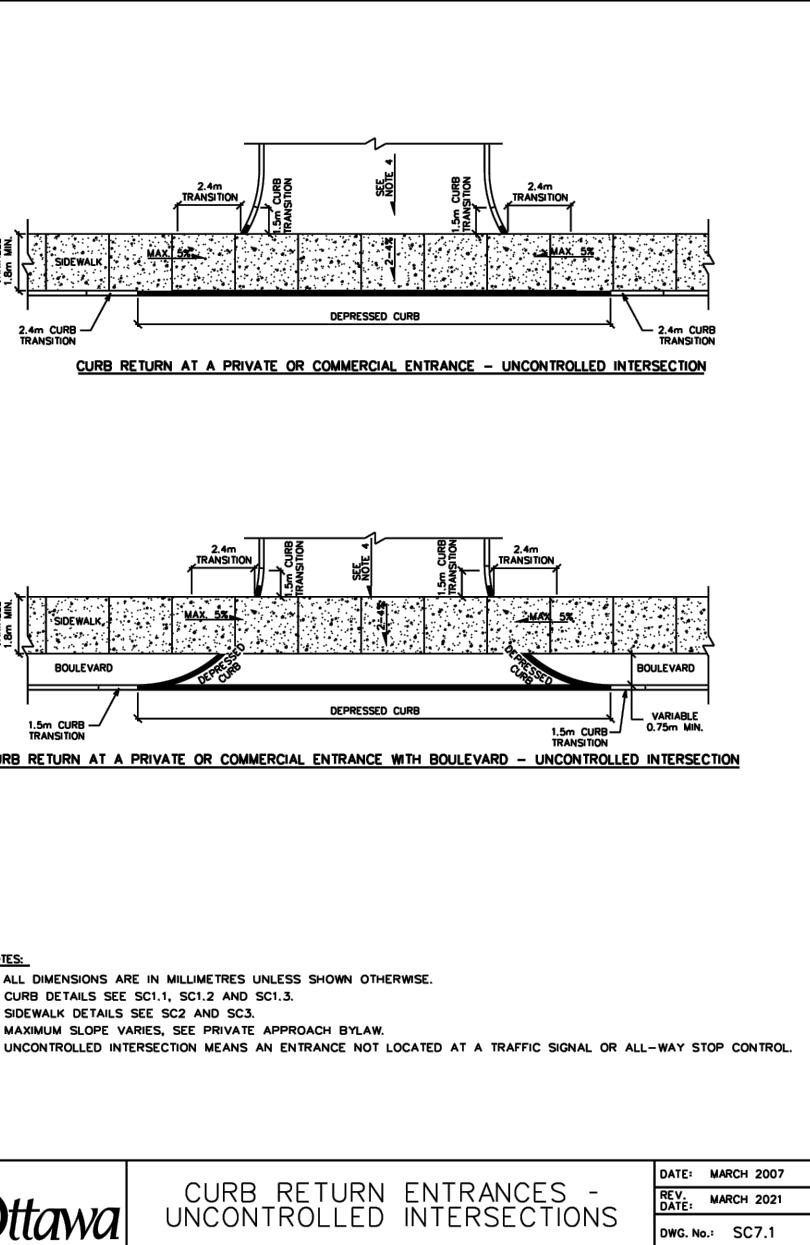 2.4m
TRANSITION
1.5m CURB
TRANSITION
SEE
NOTE 4
1.5m CURB
TRANSITION
2.4m
TRANSITION
1.8m MIN.
SIDEWALK
MAX. 5%
2-4%
MAX. 5%
DEPRESSED CURB
2.4m CURB
TRANSITION
2.4m CURB
TRANSITION
CURB RETURN AT A PRIVATE OR COMMERCIAL ENTRANCE - UNCONTROLLED INTERSECTION
2.4m
TRANSITION
1.5m CURB
TRANSITION
SEE
NOTE 4
1.5m CURB
TRANSITION
2.4m
TRANSITION
1.8m MIN.
SIDEWALK
MAX. 5%
2-4%
MAX. 5%
BOULEVARD
DEPRESSED
CURB
DEPRESSED
CURB
BOULEVARD
DEPRESSED CURB
1.5m CURB
TRANSITION
1.5m CURB
TRANSITION
VARIABLE
0.75m MIN.
URB RETURN AT A PRIVATE OR COMMERCIAL ENTRANCE WITH BOULEVARD - UNCONTROLLED INTERSECTION
TES:
ALL DIMENSIONS ARE IN MILLIMETRES UNLESS SHOWN OTHERWISE.
CURB DETAILS SEE SC1.1, SC1.2 AND SC1.3.
SIDEWALK DETAILS SEE SC2 AND SC3.
MAXIMUM SLOPE VARIES, SEE PRIVATE APPROACH BYLAW.
UNCONTROLLED INTERSECTION MEANS AN ENTRANCE NOT LOCATED AT A TRAFFIC SIGNAL OR ALL-WAY STOP CONTROL.
Ottawa
CURB RETURN ENTRANCES -
UNCONTROLLED INTERSECTIONS
DATE: MARCH 2007
REV.
DATE: MARCH 2021
DWG. No.: SC7.1